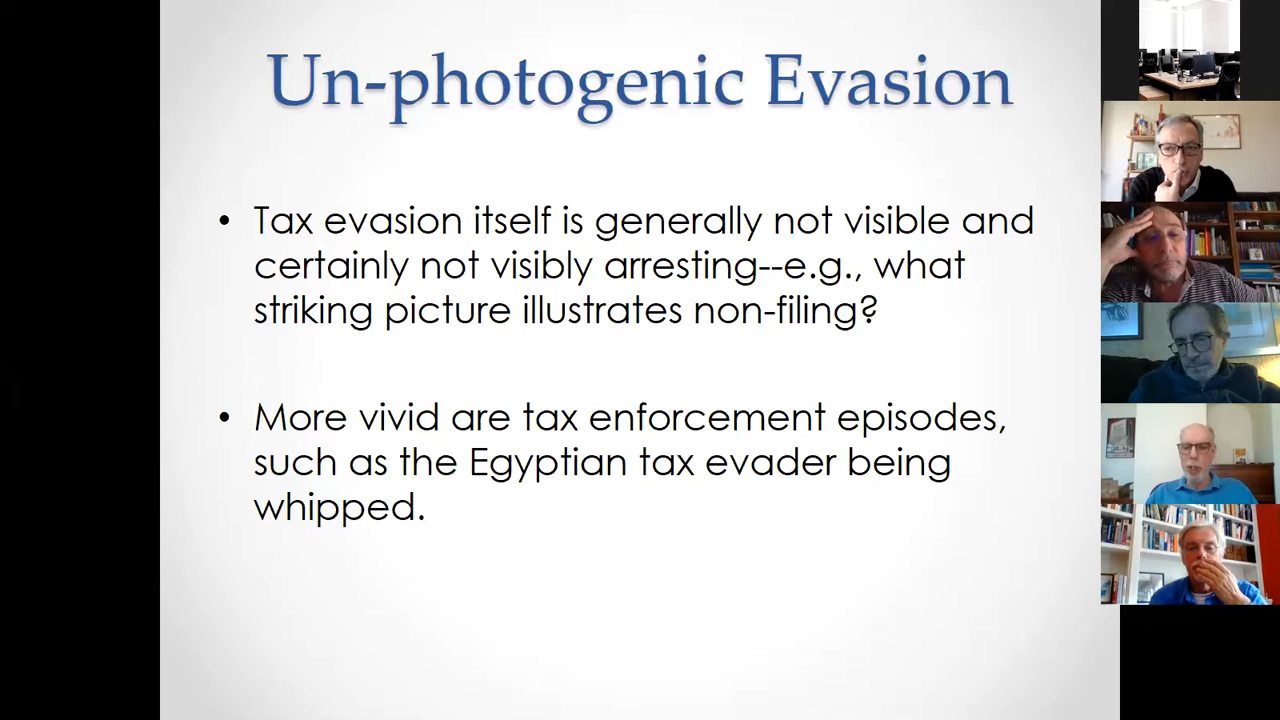 Un-photogenic Evasion
• Tax evasion itself is generally not visible and
certainly not visibly arresting--e.g., what
striking picture illustrates non-filing?
• More vivid are tax enforcement episodes,
such as the Egyptian tax evader being
whipped.